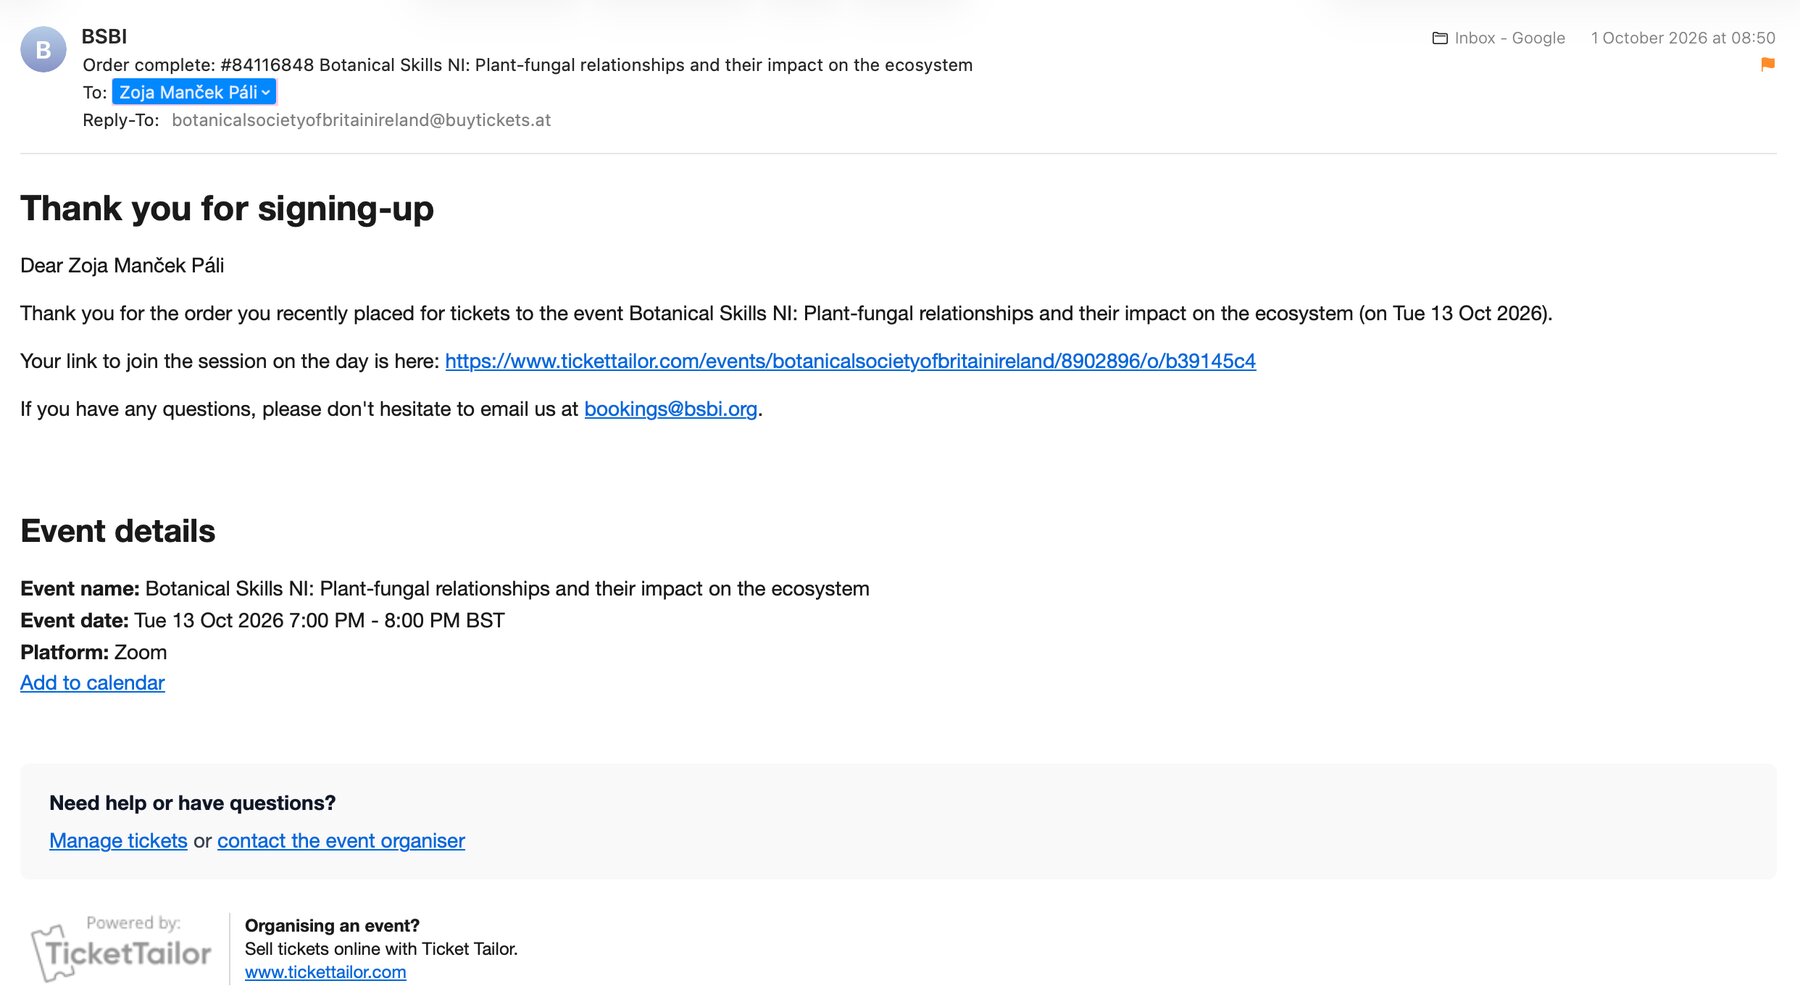 B
BSBI
Inbox - Google
1 October 2026 at 08:50
Order complete: #84116848 Botanical Skills NI: Plant-fungal relationships and their impact on the ecosystem
To: Zoja Manček Páli
Reply-To: botanicalsocietyofbritainireland@buytickets.at
Thank you for signing-up
Dear Zoja Manček Páli
Thank you for the order you recently placed for tickets to the event Botanical Skills NI: Plant-fungal relationships and their impact on the ecosystem (on Tue 13 Oct 2026).
Your link to join the session on the day is here: https://www.tickettailor.com/events/botanicalsocietyofbritainireland/8902896/o/b39145c4
If you have any questions, please don't hesitate to email us at bookings@bsbi.org.
Event details
Event name: Botanical Skills NI: Plant-fungal relationships and their impact on the ecosystem
Event date: Tue 13 Oct 2026 7:00 PM - 8:00 PM BST
Platform: Zoom
Add to calendar
Need help or have questions?
Manage tickets or contact the event organiser
Powered by:
TicketTailor
Organising an event?
Sell tickets online with Ticket Tailor.
www.tickettailor.com